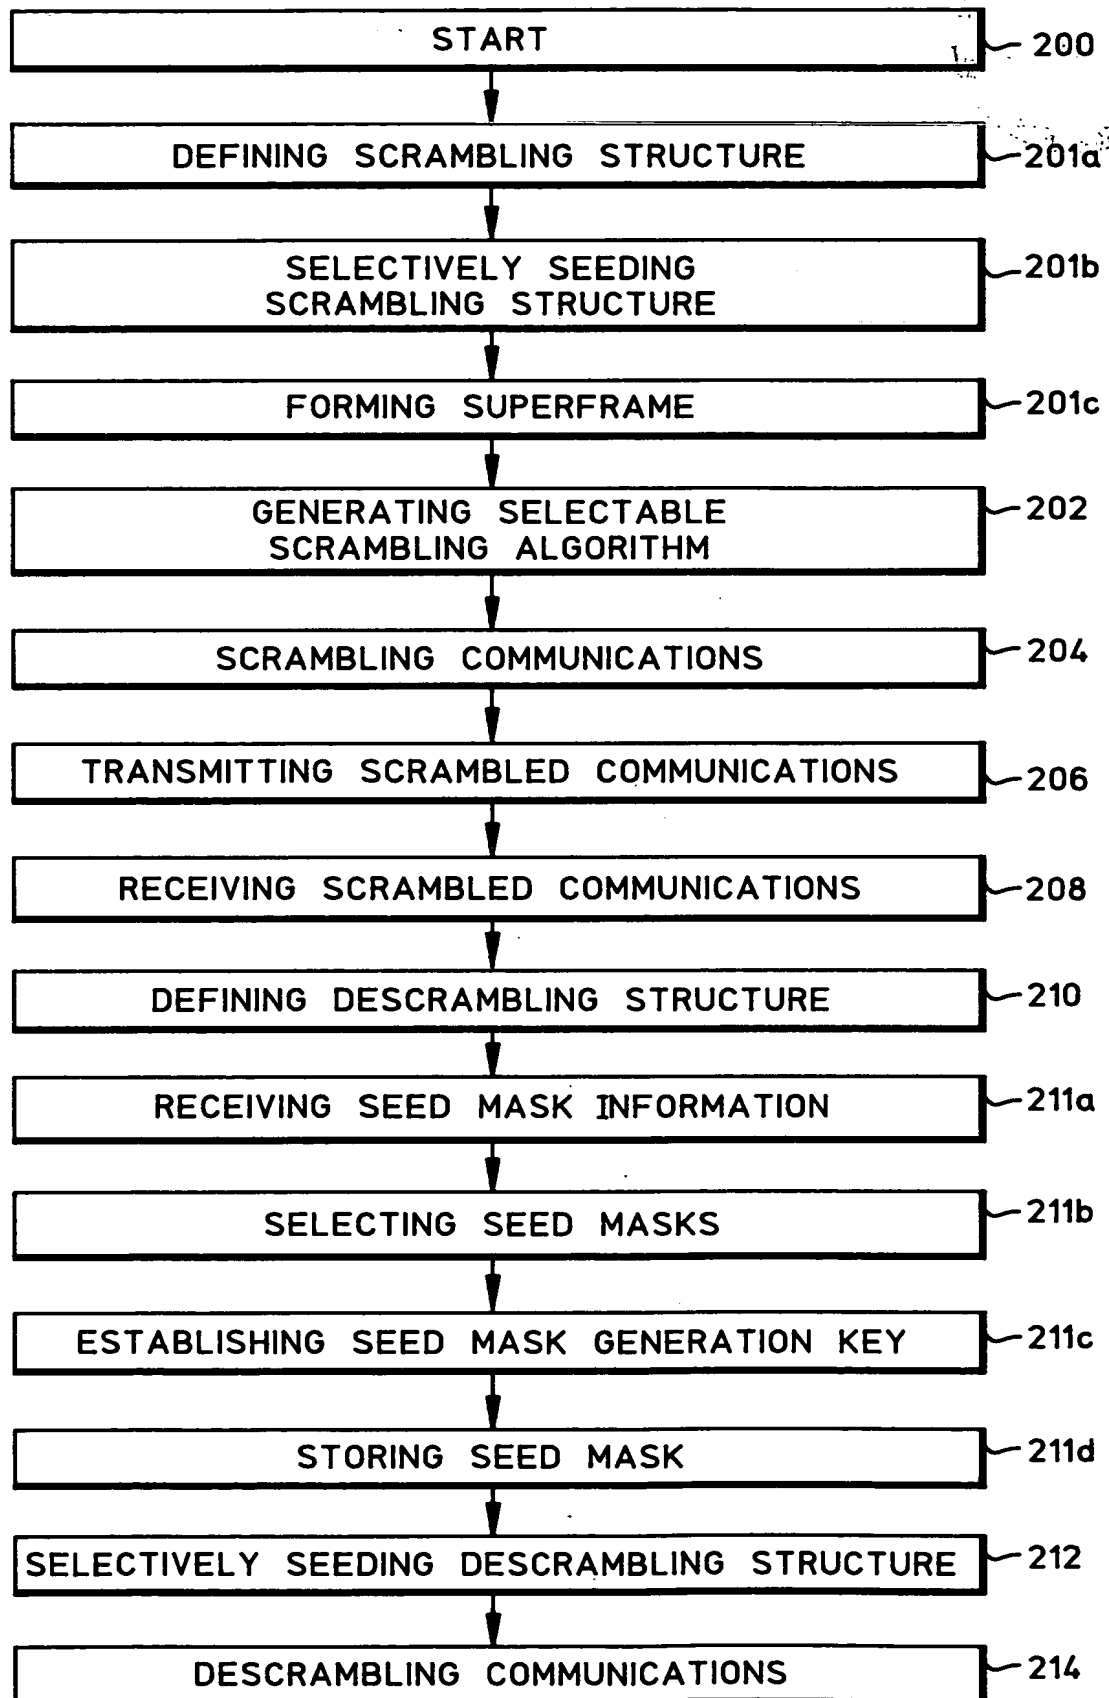 START 200
DEFINING SCRAMBLING STRUCTURE 201a
SELECTIVELY SEEDING 201b
SCRAMBLING STRUCTURE
FORMING SUPERFRAME 201c
GENERATING SELECTABLE 202
SCRAMBLING ALGORITHM
SCRAMBLING COMMUNICATIONS 204
TRANSMITTING SCRAMBLED COMMUNICATIONS 206
RECEIVING SCRAMBLED COMMUNICATIONS 208
DEFINING DESCRAMBLING STRUCTURE 210
RECEIVING SEED MASK INFORMATION 211a
SELECTING SEED MASKS 211b
ESTABLISHING SEED MASK GENERATION KEY 211c
STORING SEED MASK 211d
SELECTIVELY SEEDING DESCRAMBLING STRUCTURE 212
DESCRAMBLING COMMUNICATIONS 214